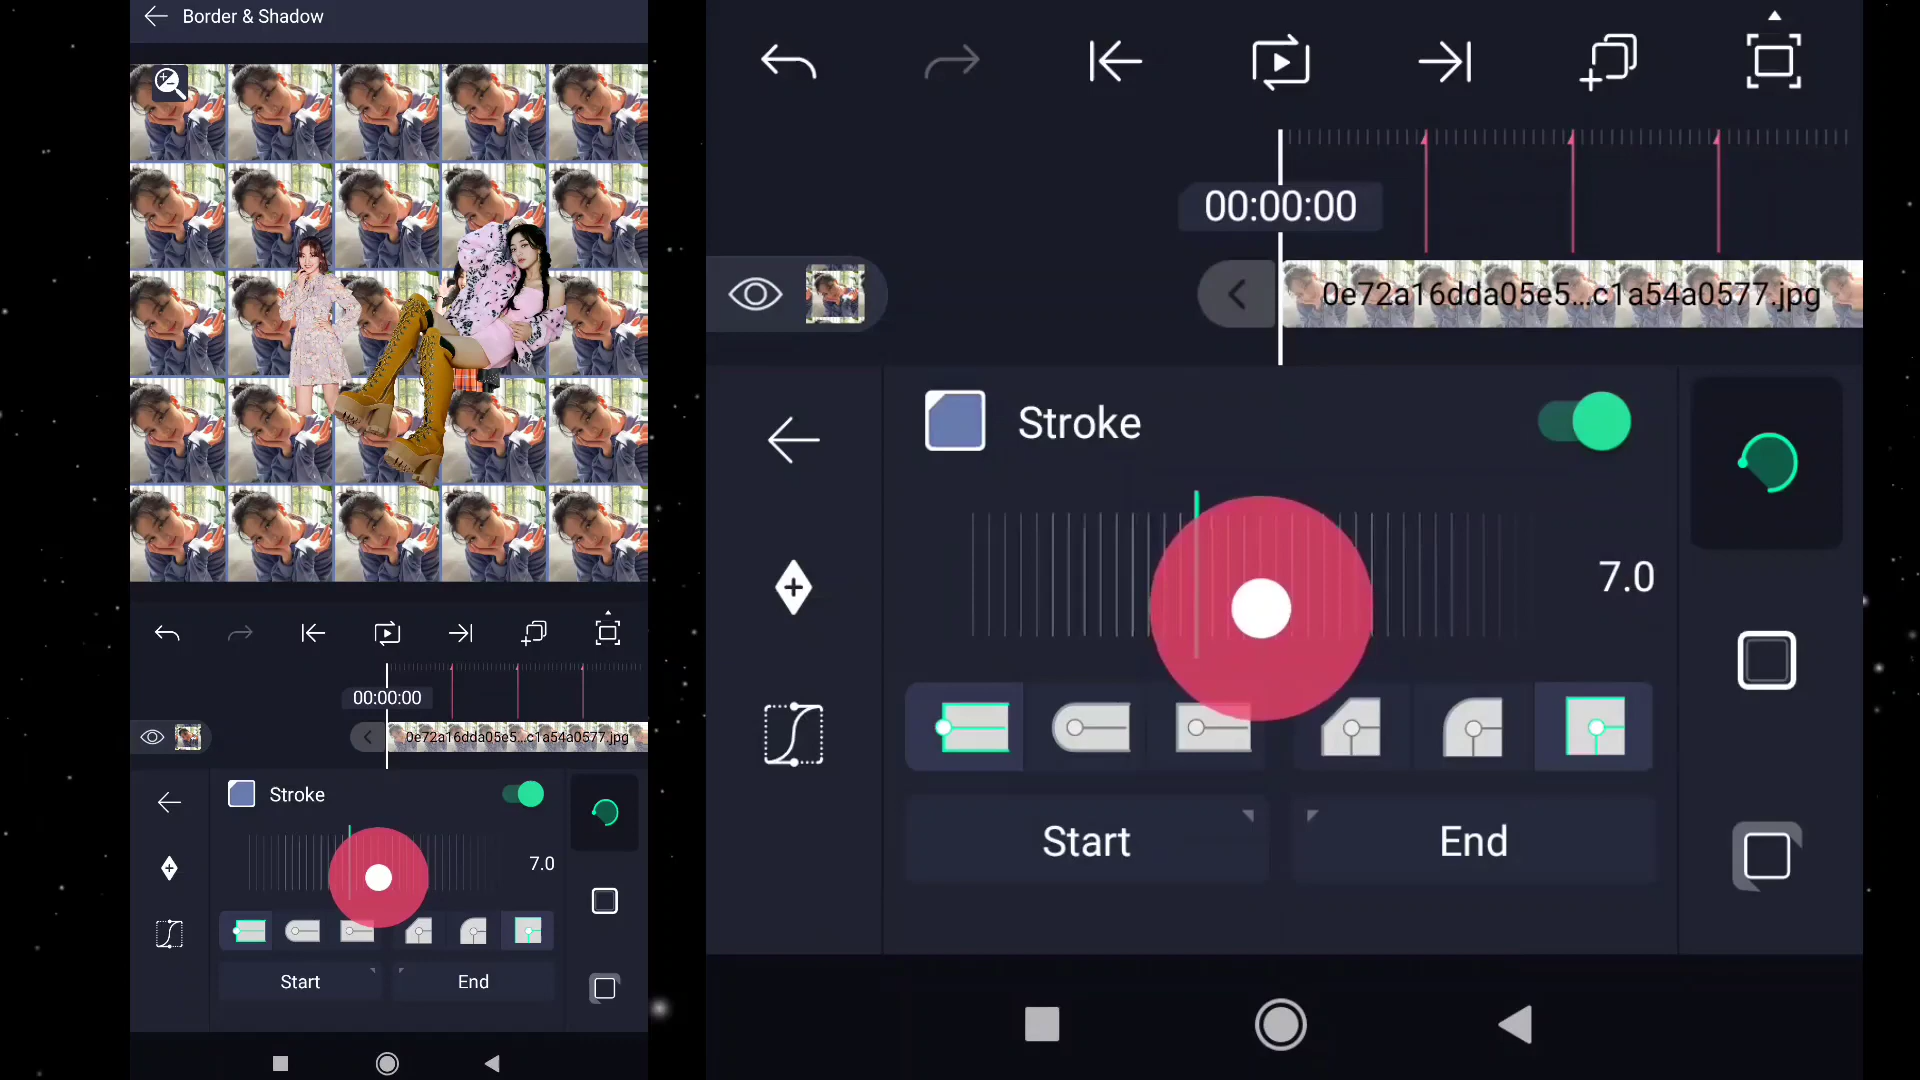 Border & Shadow
00:00:00
0e72a16dda05e5...c1a54a0577.jpg
Stroke
7.0
Start
End
00:00:00
0e72a16dda05e5...c1a54a0577.jpg
Stroke
7.0
Start
End